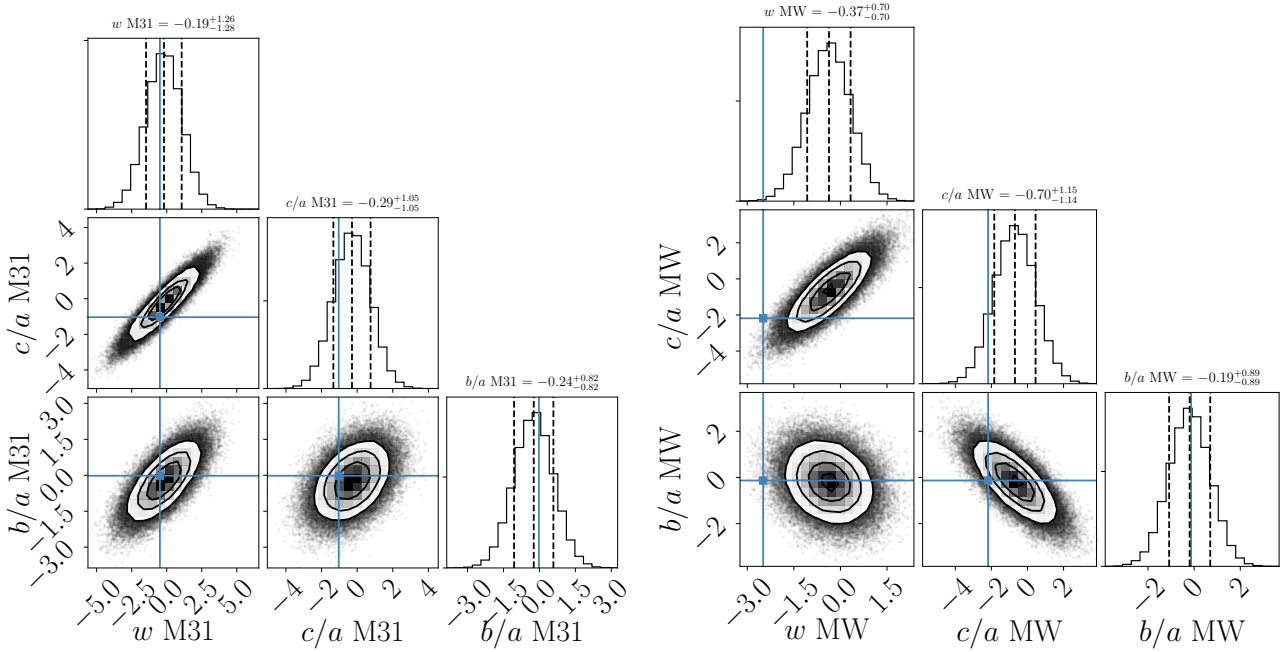 w M31 = −0.19+1.26−1.28
w MW = −0.37+0.70−0.70
c/a M31 = −0.29+1.05−1.05
c/a MW = −0.70+1.15−1.14
4
2
0
−2
−4
c/a M31
2
0
−2
−4
c/a MW
b/a M31 = −0.24+0.82−0.82
b/a MW = −0.19+0.89−0.89
3.0
1.5
0.0
−1.5
−3.0
b/a M31
2
0
−2
b/a MW
−5.0 −2.5 0.0 2.5 5.0
−4 −2 0 2 4
−3.0 −1.5 0.0 1.5 3.0
−3.0 −1.5 0.0 1.5
−4 −2 0 2
−2 0 2
w M31 c/a M31 b/a M31 w MW c/a MW b/a MW